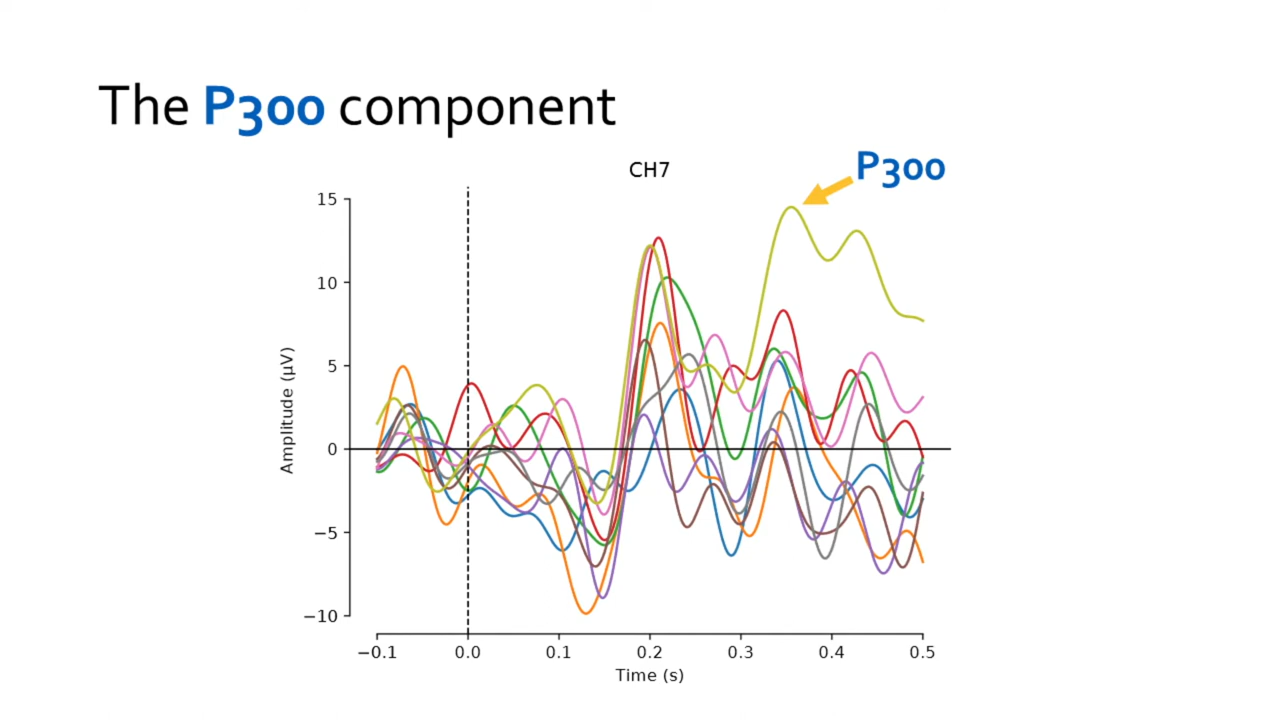 The P300 component
CH7
P300
15
10
5
0
−5
−10
Amplitude (µV)
−0.1 0.0 0.1 0.2 0.3 0.4 0.5
Time (s)